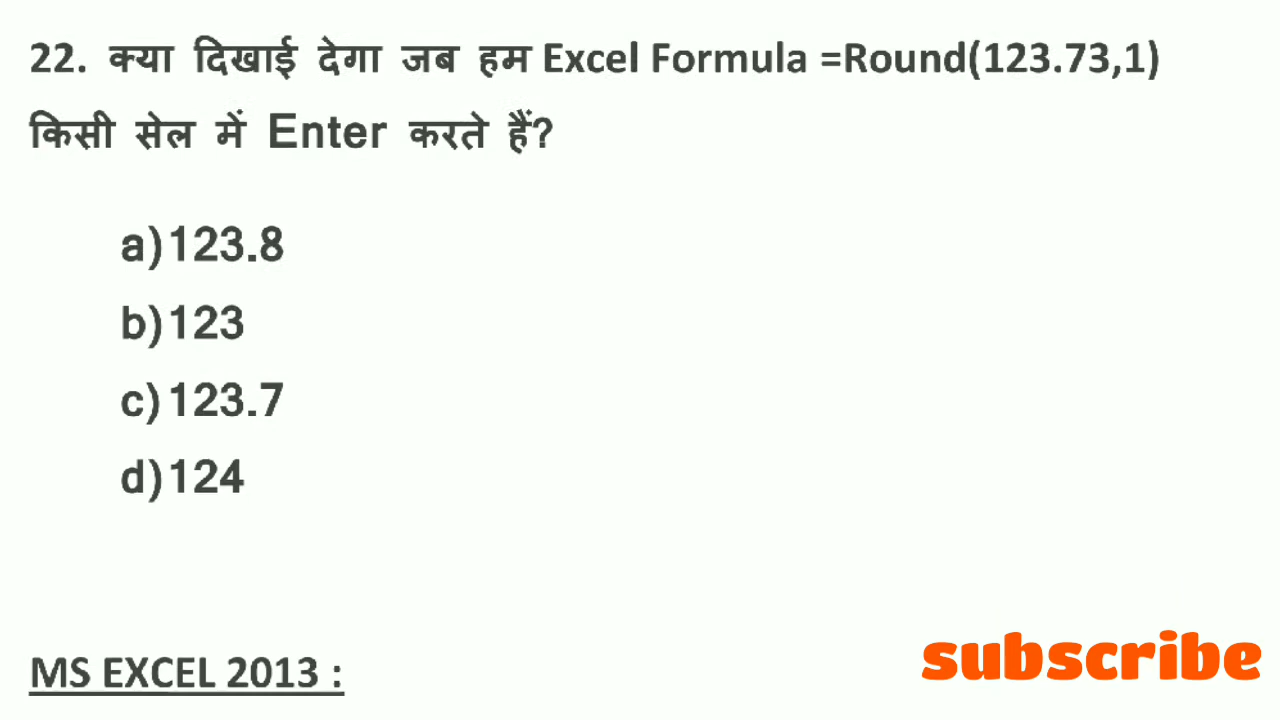 22. क्या दिखाई देगा जब हम Excel Formula =Round(123.73,1)
किसी सेल में Enter करते हैं?
a)123.8
b)123
c)123.7
d)124
MS EXCEL 2013 :
subscribe